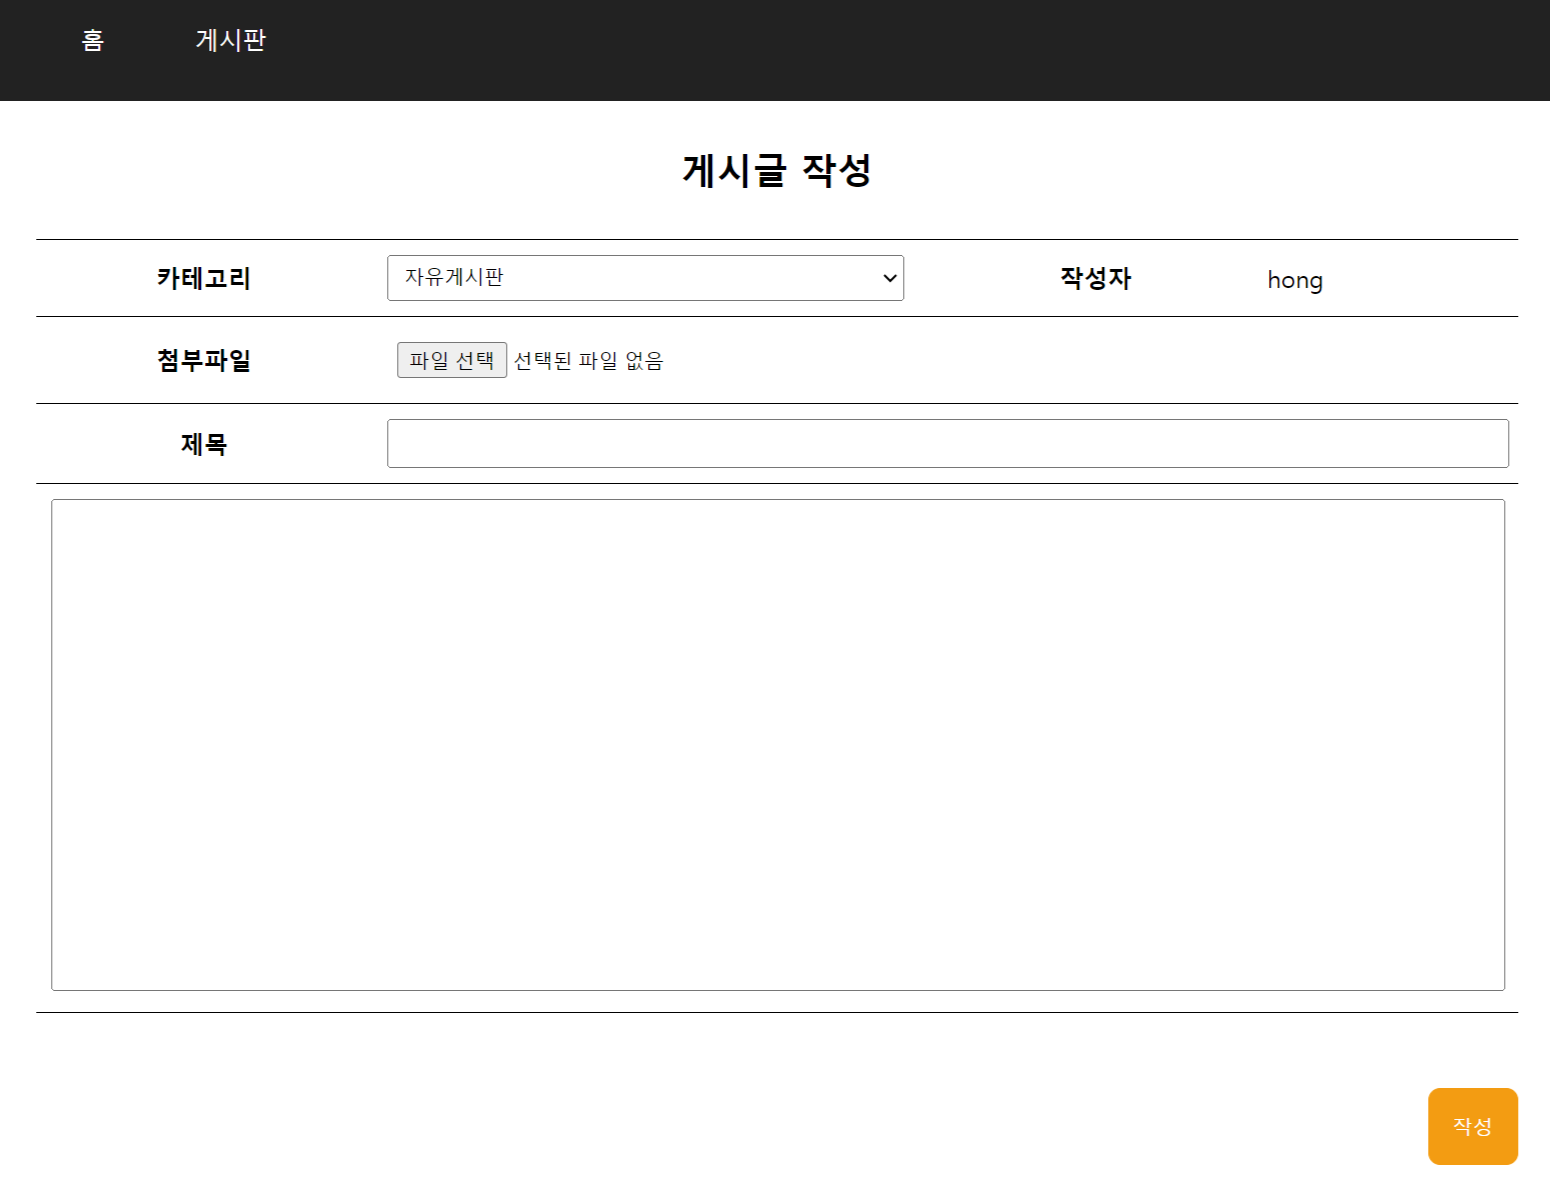 홈 게시판
게시글 작성
카테고리 자유게시판 작성자 hong
첨부파일 파일 선택 선택된 파일 없음
제목
작성